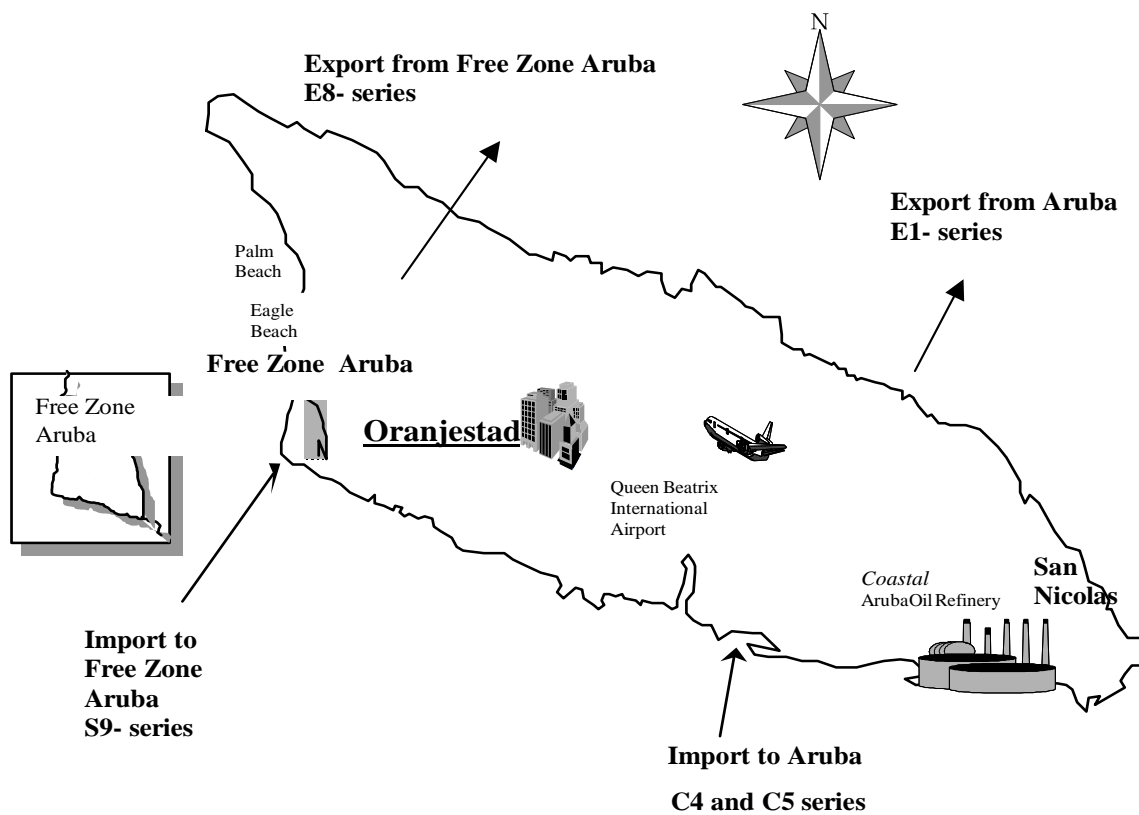 N
Export from Free Zone Aruba
E8- series
Export from Aruba
E1- series
Palm
Beach
Eagle
Beach
Free Zone Aruba
Free Zone
Aruba
N
Oranjestad
Queen Beatrix
International
Airport
Coastal
ArubaOil Refinery
San
Nicolas
Import to
Free Zone
Aruba
S9- series
Import to Aruba
C4 and C5 series